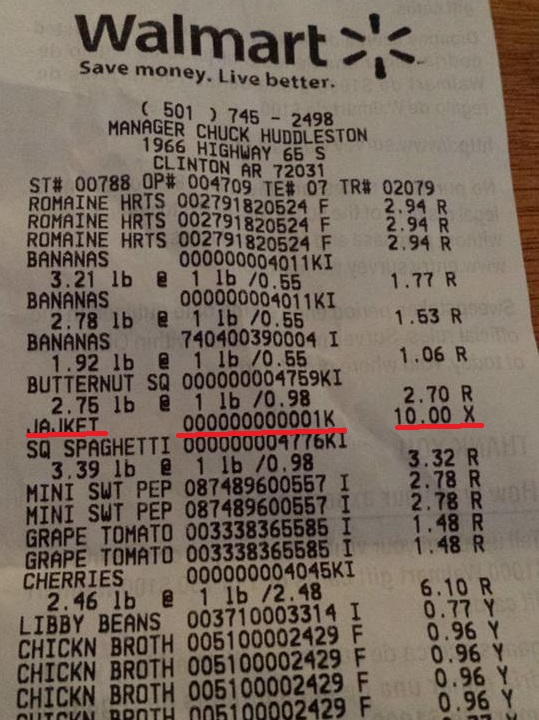 Walmart
Save money. Live better.
( 501 ) 745 - 2498
MANAGER CHUCK HUDDLESTON
1966 HIGHWAY 65 S
CLINTON AR 72031
ST# 00788 OP# 004709 TE# 07 TR# 02079
ROMAINE HRTS 002791820524 F 2.94 R
ROMAINE HRTS 002791820524 F 2.94 R
ROMAINE HRTS 002791820524 F 2.94 R
BANANAS 000000004011KI
3.21 lb @ 1 lb /0.55 1.77 R
BANANAS 000000004011KI
2.78 lb @ 1 lb /0.55 1.53 R
BANANAS 740400390004 I
1.92 lb @ 1 lb /0.55 1.06 R
BUTTERNUT SQ 000000004759KI
2.75 lb @ 1 lb /0.98 2.70 R
JAJKET 000000000001K 10.00 X
SQ SPAGHETTI 000000004776KI
3.39 lb @ 1 lb /0.98 3.32 R
MINI SWT PEP 087489600557 I 2.78 R
MINI SWT PEP 087489600557 I 2.78 R
GRAPE TOMATO 003338365585 I 1.48 R
GRAPE TOMATO 003338365585 I 1.48 R
CHERRIES 000000004045KI
2.46 lb @ 1 lb /2.48 6.10 R
LIBBY BEANS 003710003314 I 0.77 Y
CHICKN BROTH 005100002429 F 0.96 Y
CHICKN BROTH 005100002429 F 0.96 Y
CHICKN BROTH 005100002429 F 0.96 Y
CHICKN BROTH 005100002429 F 0.96 Y